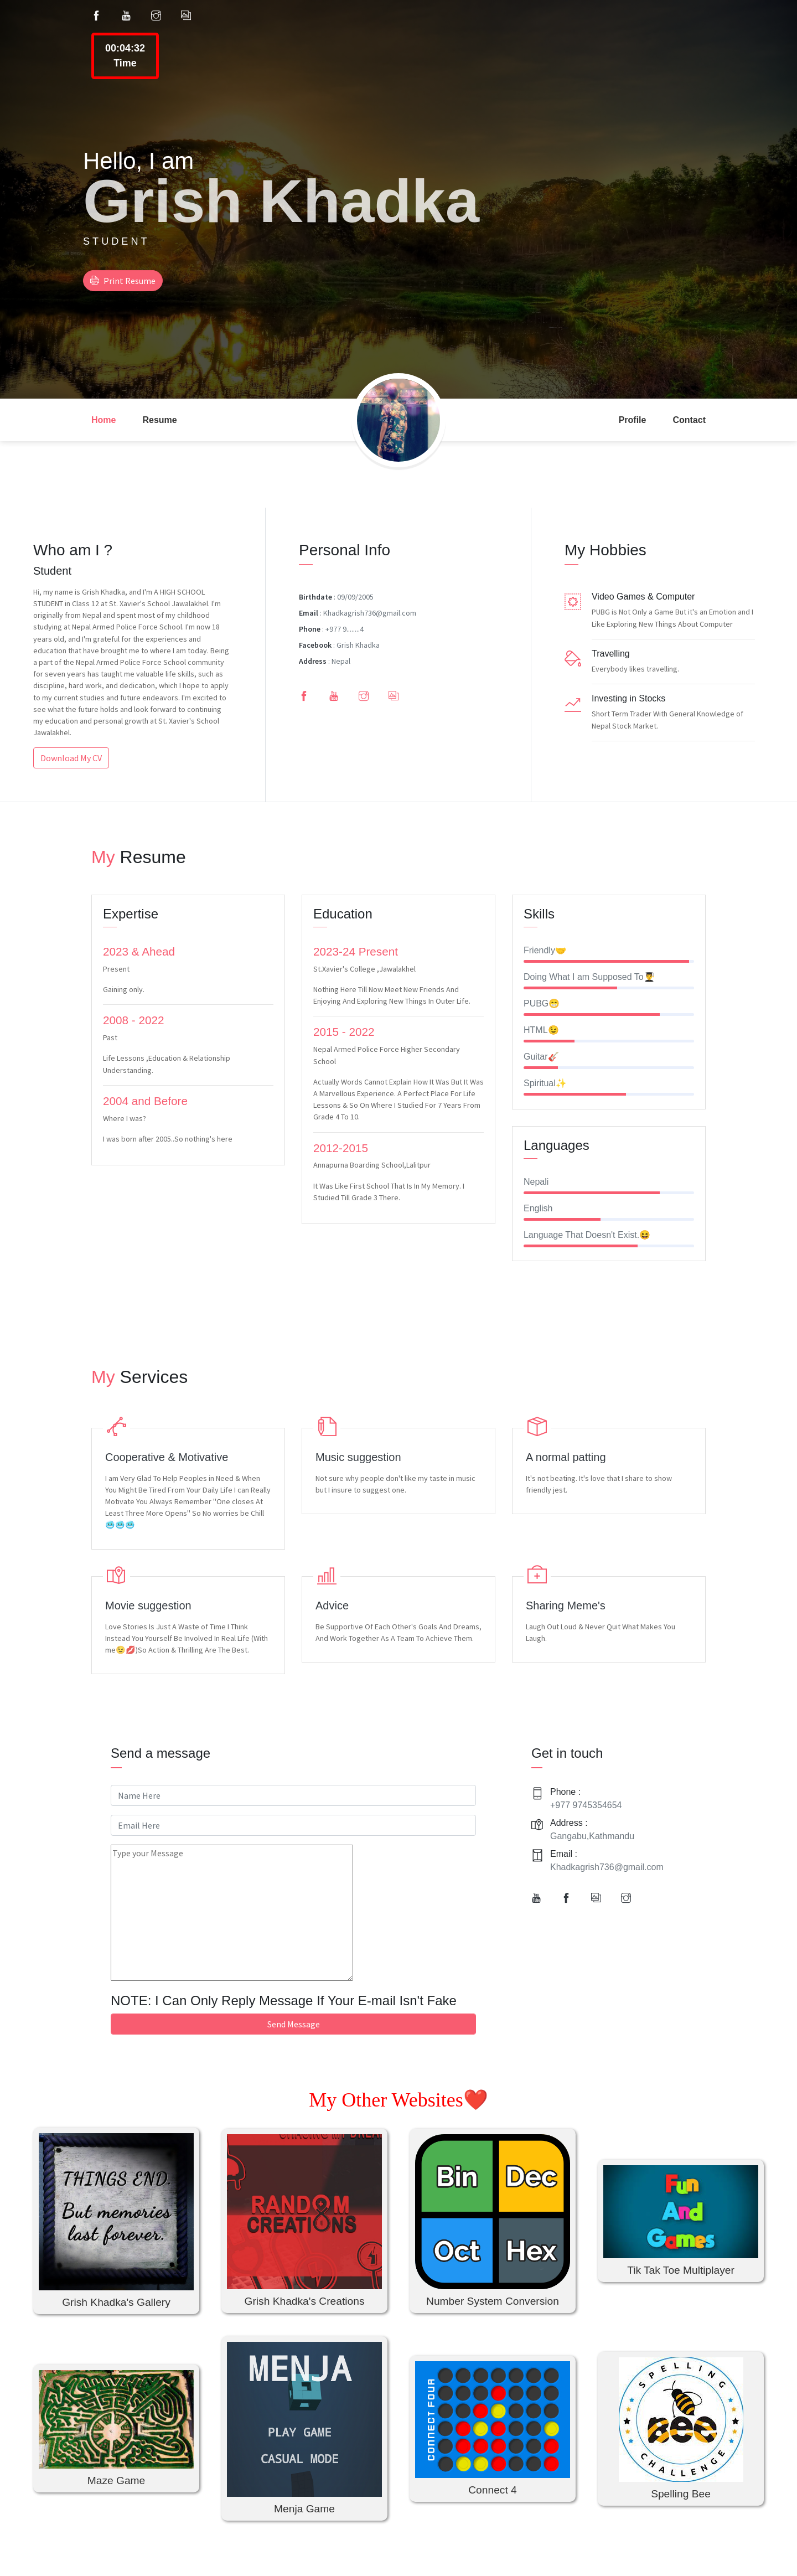 00:04:32
Time
Hello, I am
Grish Khadka
STUDENT
Print Resume
Home
Resume
Profile
Contact
Who am I ?
Student
Hi, my name is Grish Khadka, and I'm A HIGH SCHOOL
STUDENT in Class 12 at St. Xavier's School Jawalakhel. I'm
originally from Nepal and spent most of my childhood
studying at Nepal Armed Police Force School. I'm now 18
years old, and I'm grateful for the experiences and
education that have brought me to where I am today. Being
a part of the Nepal Armed Police Force School community
for seven years has taught me valuable life skills, such as
discipline, hard work, and dedication, which I hope to apply
to my current studies and future endeavors. I'm excited to
see what the future holds and look forward to continuing
my education and personal growth at St. Xavier's School
Jawalakhel.
Download My CV
Personal Info
Birthdate : 09/09/2005
Email : Khadkagrish736@gmail.com
Phone : +977 9........4
Facebook : Grish Khadka
Address : Nepal
My Hobbies
Video Games & Computer
PUBG is Not Only a Game But it's an Emotion and I
Like Exploring New Things About Computer
Travelling
Everybody likes travelling.
Investing in Stocks
Short Term Trader With General Knowledge of
Nepal Stock Market.
My Resume
Expertise
2023 & Ahead
Present
Gaining only.
2008 - 2022
Past
Life Lessons ,Education & Relationship
Understanding.
2004 and Before
Where I was?
I was born after 2005..So nothing's here
Education
2023-24 Present
St.Xavier's College ,Jawalakhel
Nothing Here Till Now Meet New Friends And
Enjoying And Exploring New Things In Outer Life.
2015 - 2022
Nepal Armed Police Force Higher Secondary
School
Actually Words Cannot Explain How It Was But It Was
A Marvellous Experience. A Perfect Place For Life
Lessons & So On Where I Studied For 7 Years From
Grade 4 To 10.
2012-2015
Annapurna Boarding School,Lalitpur
It Was Like First School That Is In My Memory. I
Studied Till Grade 3 There.
Skills
Friendly🤝
Doing What I am Supposed To👨‍🎓
PUBG😁
HTML😉
Guitar🎸
Spiritual✨
Languages
Nepali
English
Language That Doesn't Exist.😆
My Services
Cooperative & Motivative
I am Very Glad To Help Peoples in Need & When
You Might Be Tired From Your Daily Life I can Really
Motivate You Always Remember "One closes At
Least Three More Opens" So No worries be Chill
🥶🥶🥶
Music suggestion
Not sure why people don't like my taste in music
but I insure to suggest one.
A normal patting
It's not beating. It's love that I share to show
friendly jest.
Movie suggestion
Love Stories Is Just A Waste of Time I Think
Instead You Yourself Be Involved In Real Life (With
me😉💋)So Action & Thrilling Are The Best.
Advice
Be Supportive Of Each Other's Goals And Dreams,
And Work Together As A Team To Achieve Them.
Sharing Meme's
Laugh Out Loud & Never Quit What Makes You
Laugh.
Send a message
Name Here
Email Here
Type your Message
NOTE: I Can Only Reply Message If Your E-mail Isn't Fake
Send Message
Get in touch
Phone :
+977 9745354654
Address :
Gangabu,Kathmandu
Email :
Khadkagrish736@gmail.com
My Other Websites❤️
THINGS END.
But memories
last forever.
Grish Khadka's Gallery
RANDOM
CREATIONS
Grish Khadka's Creations
Bin
Dec
Oct
Hex
Number System Conversion
Fun
And
Games
Tik Tak Toe Multiplayer
Maze Game
MENJA
PLAY GAME
CASUAL MODE
Menja Game
CONNECT FOUR
Connect 4
SPELLING
BEE
CHALLENGE
Spelling Bee